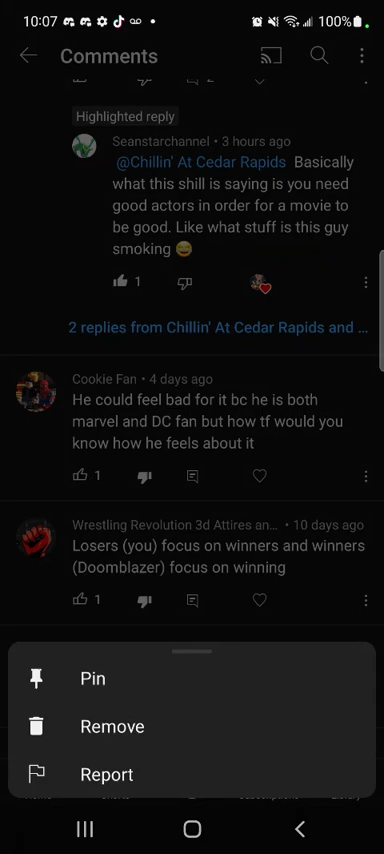 10:07
100%
Comments
2
Highlighted reply
Seanstarchannel • 3 hours ago
@Chillin' At Cedar Rapids Basically
what this shill is saying is you need
good actors in order for a movie to
be good. Like what stuff is this guy
smoking 😅
1
2 replies from Chillin' At Cedar Rapids and ...
Cookie Fan • 4 days ago
He could feel bad for it bc he is both
marvel and DC fan but how tf would you
know how he feels about it
1
Wrestling Revolution 3d Attires an... • 10 days ago
Losers (you) focus on winners and winners
(Doomblazer) focus on winning
1
Pin
Remove
Report